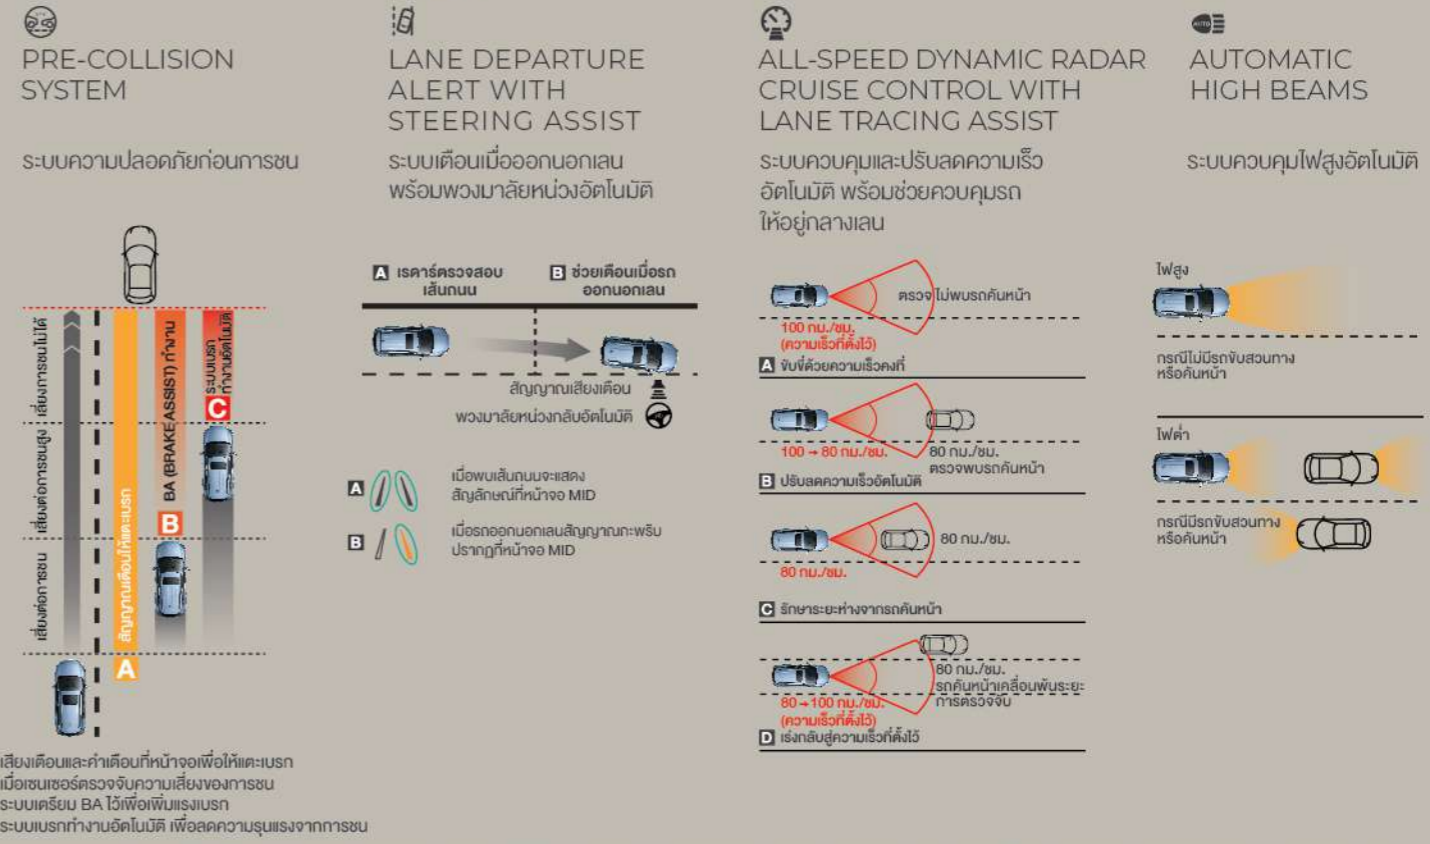 PRE-COLLISION
SYSTEM
ระบบความปลอดภัยก่อนการชน
เสี่ยงต่อการชน
เสี่ยงต่อการชนสูง
เลี่ยงการชนไม่ได้
สัญญาณเตือนให้แตะเบรก
A
BA (BRAKE ASSIST) ทำงาน
B
ระบบเบรก
ทำงานอัตโนมัติ
C
เสียงเตือนและคำเตือนที่หน้าจอเพื่อให้แตะเบรก
เมื่อเซนเซอร์ตรวจจับความเสี่ยงของการชน
ระบบเตรียม BA ไว้เพื่อเพิ่มแรงเบรก
ระบบเบรกทำงานอัตโนมัติ เพื่อลดความรุนแรงจากการชน
LANE DEPARTURE
ALERT WITH
STEERING ASSIST
ระบบเตือนเมื่อออกนอกเลน
พร้อมพวงมาลัยหน่วงอัตโนมัติ
A เรดาร์ตรวจสอบ
เส้นถนน
B ช่วยเตือนเมื่อรถ
ออกนอกเลน
สัญญาณเสียงเตือน
พวงมาลัยหน่วงกลับอัตโนมัติ
A เมื่อพบเส้นถนนจะแสดง
สัญลักษณ์ที่หน้าจอ MID
B เมื่อรถออกนอกเลนสัญญาณกะพริบ
ปรากฏที่หน้าจอ MID
ALL-SPEED DYNAMIC RADAR
CRUISE CONTROL WITH
LANE TRACING ASSIST
ระบบควบคุมและปรับลดความเร็ว
อัตโนมัติ พร้อมช่วยควบคุมรถ
ให้อยู่กลางเลน
ตรวจไม่พบรถคันหน้า
100 กม./ชม.
(ความเร็วที่ตั้งไว้)
A ขับขี่ด้วยความเร็วคงที่
100 → 80 กม./ชม.
80 กม./ชม.
ตรวจพบรถคันหน้า
B ปรับลดความเร็วอัตโนมัติ
80 กม./ชม.
80 กม./ชม.
C รักษาระยะห่างจากรถคันหน้า
80 กม./ชม.
รถคันหน้าเคลื่อนพ้นระยะ
การตรวจจับ
80 → 100 กม./ชม.
(ความเร็วที่ตั้งไว้)
D เร่งกลับสู่ความเร็วที่ตั้งไว้
AUTO
AUTOMATIC
HIGH BEAMS
ระบบควบคุมไฟสูงอัตโนมัติ
ไฟสูง
กรณีไม่มีรถขับสวนทาง
หรือคันหน้า
ไฟต่ำ
กรณีมีรถขับสวนทาง
หรือคันหน้า